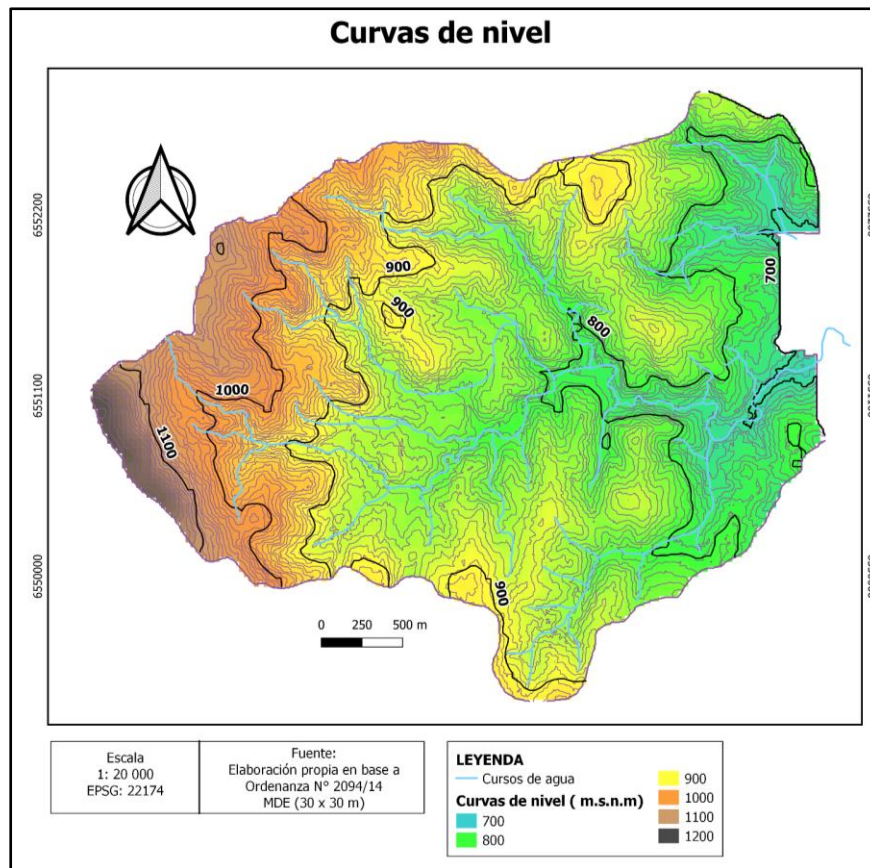 Curvas de nivel
6552200
6551100
6550000
900
900
800
700
1000
1100
900
0 250 500 m
Escala
1: 20 000
EPSG: 22174
Fuente:
Elaboración propia en base a
Ordenanza N° 2094/14
MDE (30 x 30 m)
LEYENDA
Cursos de agua
Curvas de nivel ( m.s.n.m)
700
800
900
1000
1100
1200